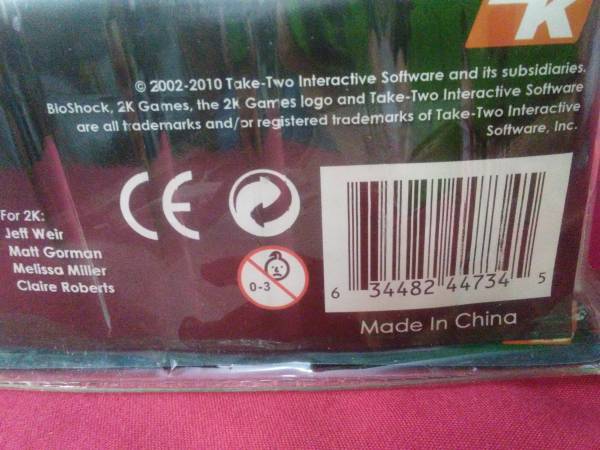 2K
© 2002-2010 Take-Two Interactive Software and its subsidiaries.
BioShock, 2K Games, the 2K Games logo and Take-Two Interactive Software
are all trademarks and/or registered trademarks of Take-Two Interactive
Software, Inc.
CE
For 2K:
Jeff Weir
Matt Gorman
Melissa Miller
Claire Roberts
0-3
6 34482 44734 5
Made In China